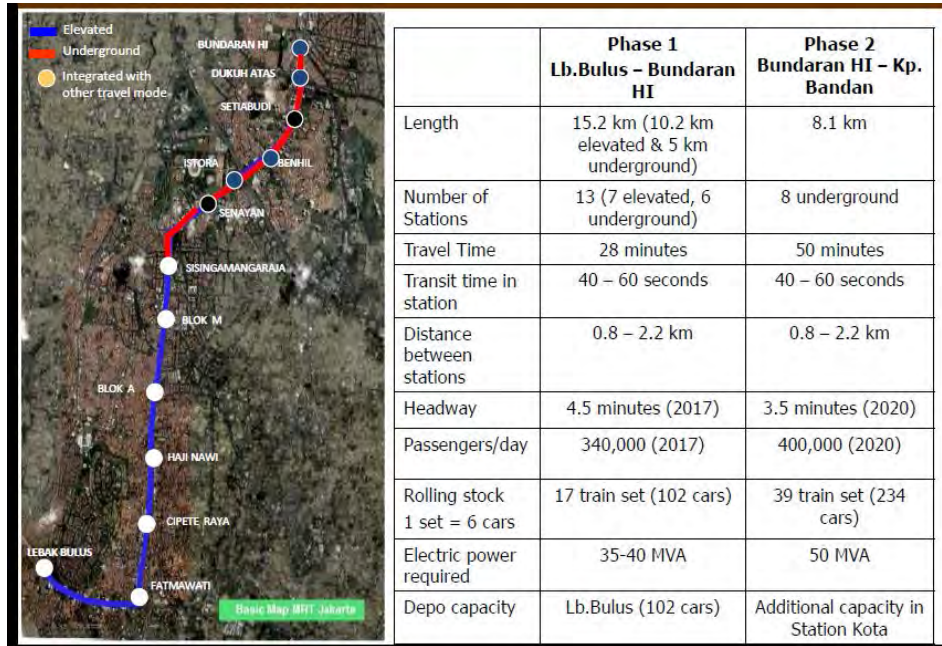 Elevated
Underground
Integrated with
other travel mode
BUNDARAN HI
DUKUH ATAS
SETIABUDI
ISTORA
BENHIL
SENAYAN
SISINGAMANGARAJA
BLOK M
BLOK A
HAJI NAWI
CIPETE RAYA
LEBAK BULUS
FATMAWATI
Basic Map MRT Jakarta
Phase 1
Lb.Bulus – Bundaran
HI
Phase 2
Bundaran HI – Kp.
Bandan
Length
15.2 km (10.2 km
elevated & 5 km
underground)
8.1 km
Number of
Stations
13 (7 elevated, 6
underground)
8 underground
Travel Time
28 minutes
50 minutes
Transit time in
station
40 – 60 seconds
40 – 60 seconds
Distance
between
stations
0.8 – 2.2 km
0.8 – 2.2 km
Headway
4.5 minutes (2017)
3.5 minutes (2020)
Passengers/day
340,000 (2017)
400,000 (2020)
Rolling stock
1 set = 6 cars
17 train set (102 cars)
39 train set (234
cars)
Electric power
required
35-40 MVA
50 MVA
Depo capacity
Lb.Bulus (102 cars)
Additional capacity in
Station Kota